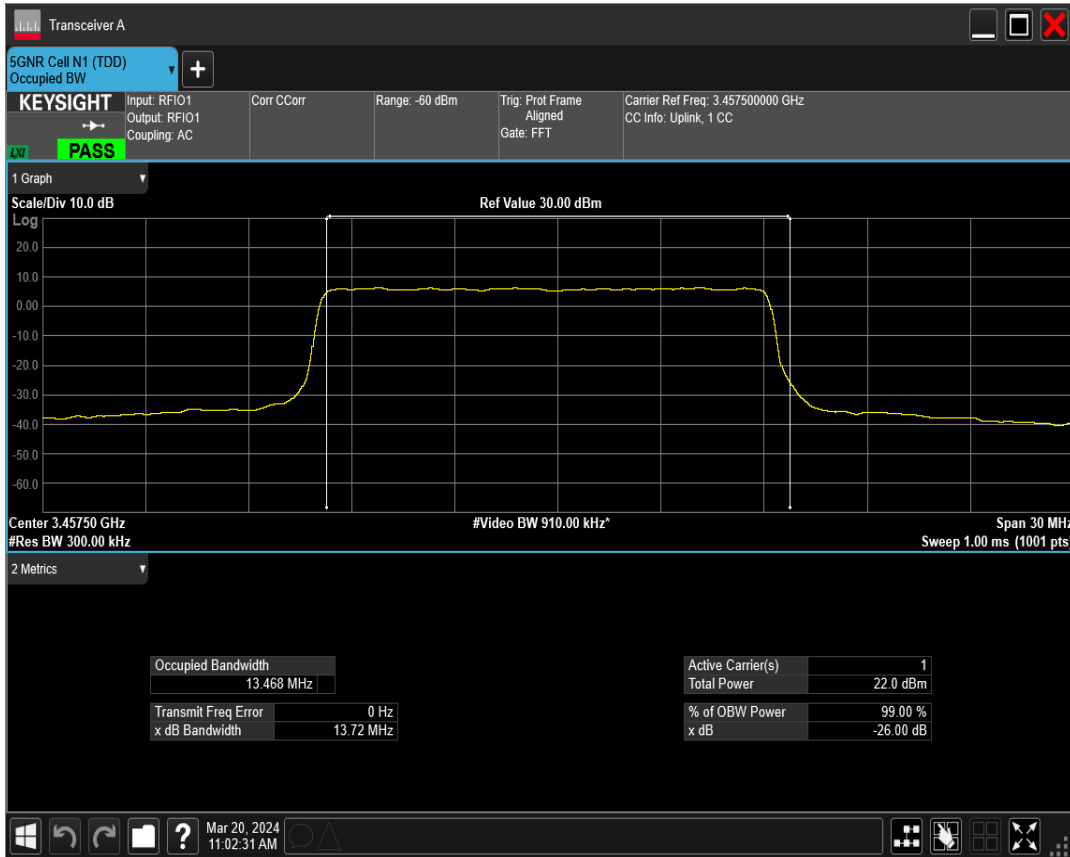 Transceiver A
5GNR Cell N1 (TDD)
Occupied BW
+
KEYSIGHT
LXI
PASS
Input: RFIO1
Output: RFIO1
Coupling: AC
Corr CCorr
Range: -60 dBm
Trig: Prot Frame
Aligned
Gate: FFT
Carrier Ref Freq: 3.457500000 GHz
CC Info: Uplink, 1 CC
1 Graph
Scale/Div 10.0 dB
Ref Value 30.00 dBm
Log
20.0
10.0
0.00
-10.0
-20.0
-30.0
-40.0
-50.0
-60.0
Center 3.45750 GHz
#Video BW 910.00 kHz*
Span 30 MHz
#Res BW 300.00 kHz
Sweep 1.00 ms (1001 pts)
2 Metrics
Occupied Bandwidth
13.468 MHz
Transmit Freq Error 0 Hz
x dB Bandwidth 13.72 MHz
Active Carrier(s) 1
Total Power 22.0 dBm
% of OBW Power 99.00 %
x dB -26.00 dB
?
Mar 20, 2024
11:02:31 AM